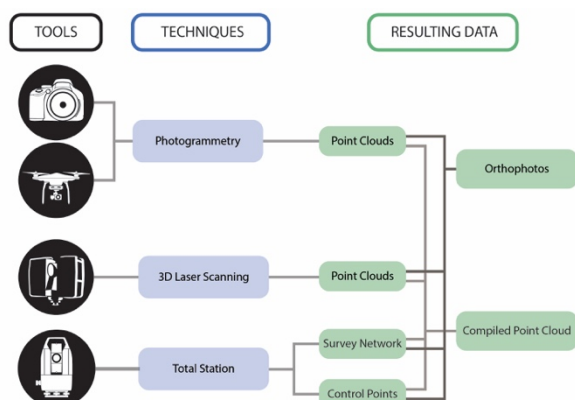 TOOLS
TECHNIQUES
RESULTING DATA
Photogrammetry
Point Clouds
Orthophotos
3D Laser Scanning
Point Clouds
Survey Network
Compiled Point Cloud
Total Station
Control Points